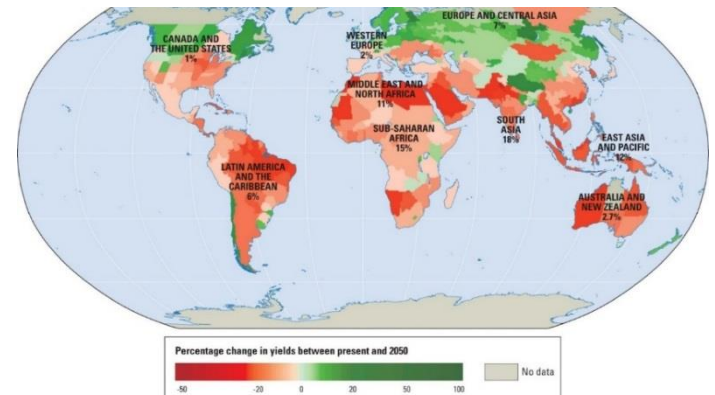 EUROPE AND CENTRAL ASIA
7%
CANADA AND
THE UNITED STATES
1%
WESTERN
EUROPE
2%
MIDDLE EAST AND
NORTH AFRICA
11%
SUB-SAHARAN
AFRICA
15%
SOUTH
ASIA
18%
EAST ASIA
AND PACIFIC
12%
LATIN AMERICA
AND THE
CARIBBEAN
6%
AUSTRALIA AND
NEW ZEALAND
2.7%
Percentage change in yields between present and 2050
No data
-50 -20 0 20 50 100